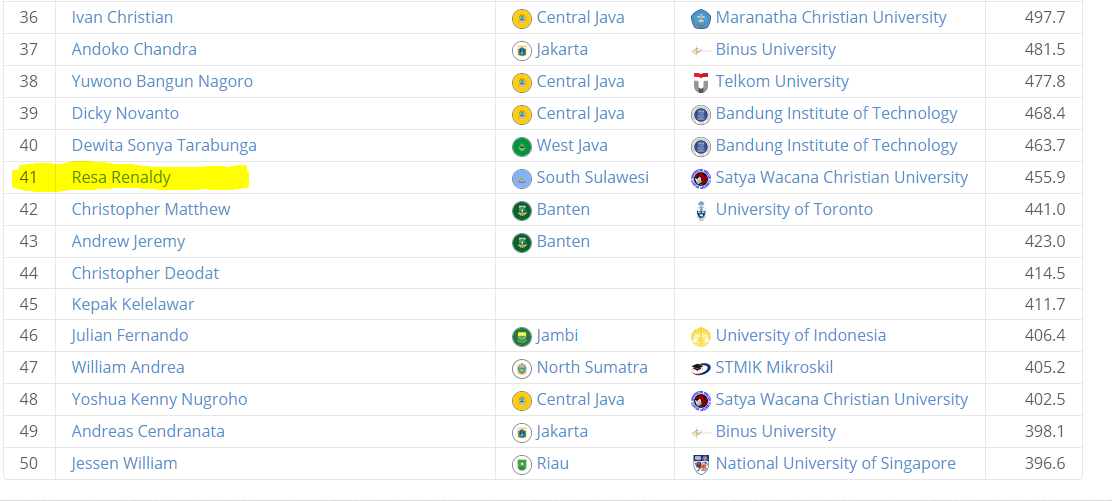 36 Ivan Christian Central Java Maranatha Christian University 497.7
37 Andoko Chandra Jakarta Binus University 481.5
38 Yuwono Bangun Nagoro Central Java Telkom University 477.8
39 Dicky Novanto Central Java Bandung Institute of Technology 468.4
40 Dewita Sonya Tarabunga West Java Bandung Institute of Technology 463.7
41 Resa Renaldy South Sulawesi Satya Wacana Christian University 455.9
42 Christopher Matthew Banten University of Toronto 441.0
43 Andrew Jeremy Banten 423.0
44 Christopher Deodat 414.5
45 Kepak Kelelawar 411.7
46 Julian Fernando Jambi University of Indonesia 406.4
47 William Andrea North Sumatra STMIK Mikroskil 405.2
48 Yoshua Kenny Nugroho Central Java Satya Wacana Christian University 402.5
49 Andreas Cendranata Jakarta Binus University 398.1
50 Jessen William Riau National University of Singapore 396.6